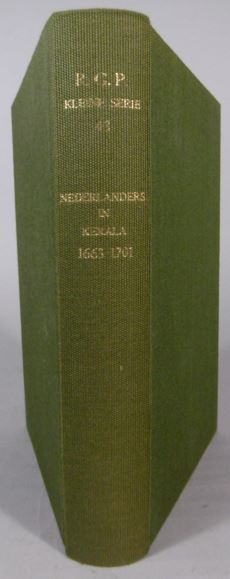 R. G. P.
KLEINE SERIE
43
NEDERLANDERS
IN
KERALA
1663-1701